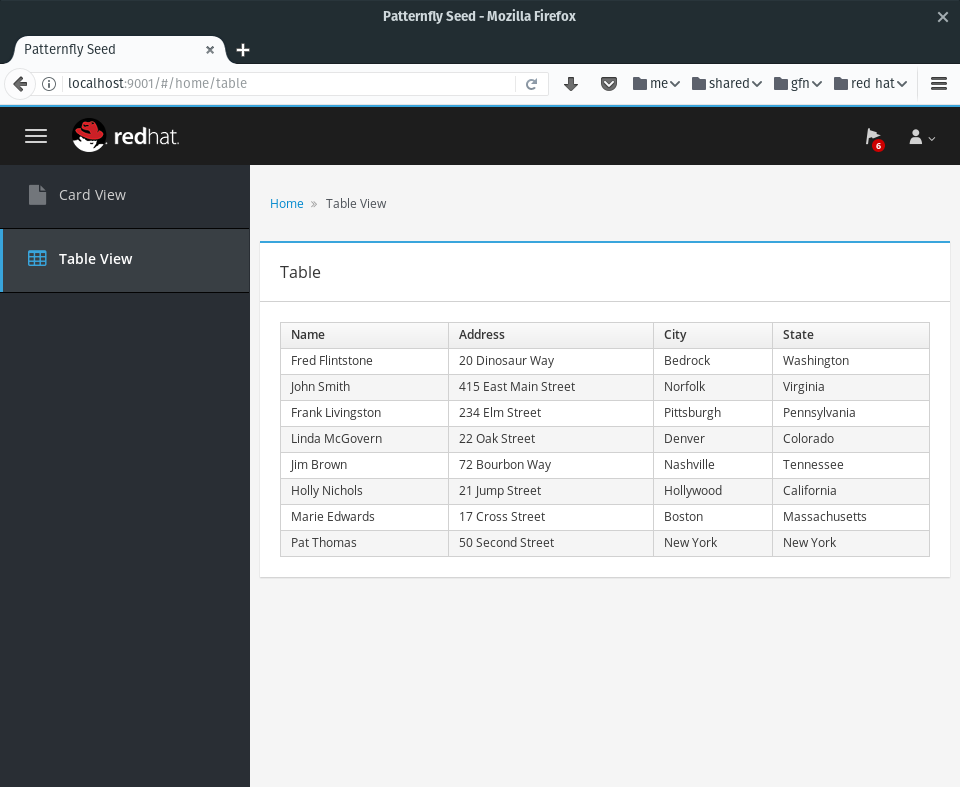 Patternfly Seed - Mozilla Firefox
Patternfly Seed
localhost:9001/#/home/table me shared gfn red hat
redhat. 6
Card View
Home » Table View
Table View
Table
Name Address City State
Fred Flintstone 20 Dinosaur Way Bedrock Washington
John Smith 415 East Main Street Norfolk Virginia
Frank Livingston 234 Elm Street Pittsburgh Pennsylvania
Linda McGovern 22 Oak Street Denver Colorado
Jim Brown 72 Bourbon Way Nashville Tennessee
Holly Nichols 21 Jump Street Hollywood California
Marie Edwards 17 Cross Street Boston Massachusetts
Pat Thomas 50 Second Street New York New York